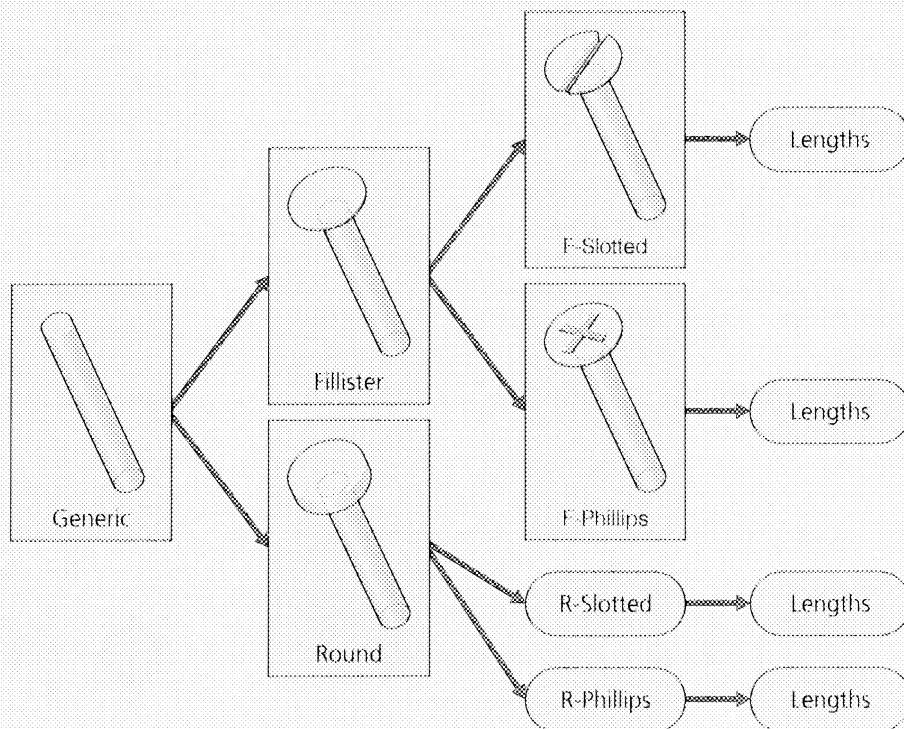 Lengths
F-Slotted
Fillister
Generic
Lengths
F-Phillips
Round
R-Slotted
Lengths
R-Phillips
Lengths